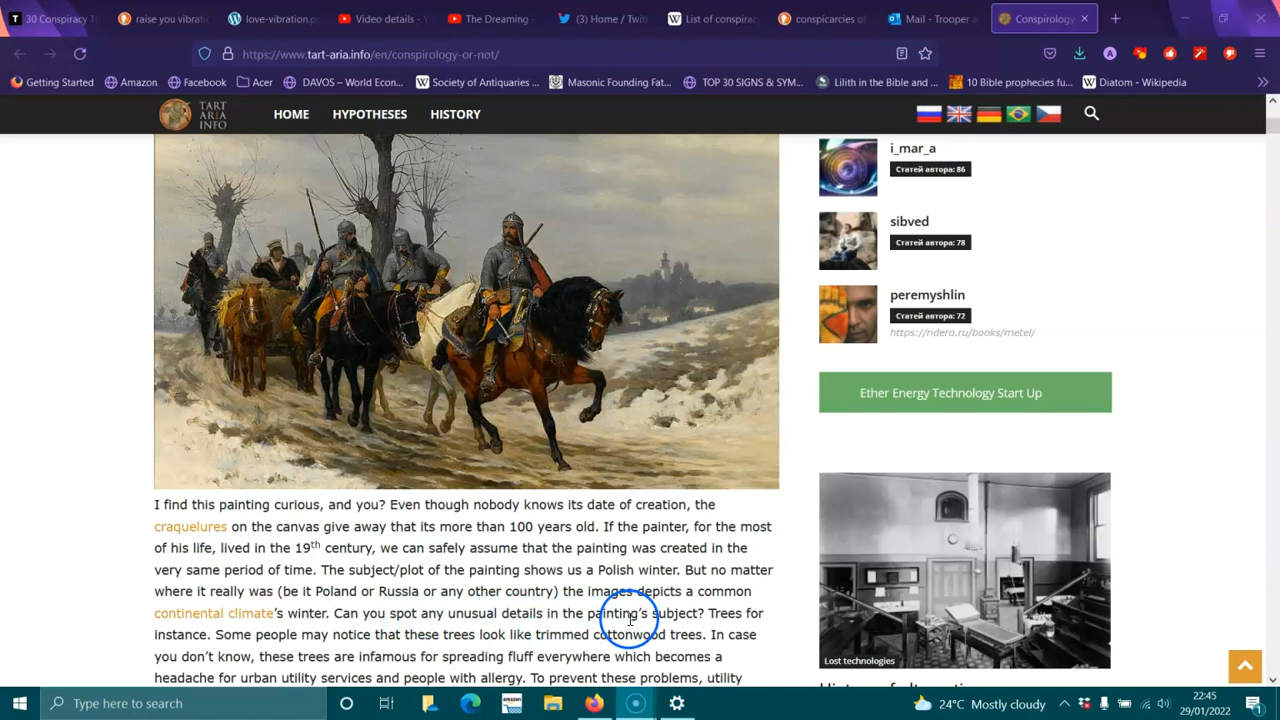 30 Conspiracy T
raise you vibrati
love-vibration.p
Video details -
The Dreaming -
(3) Home / Twit
List of conspirac
conspicarcies of
Mail - Trooper a
Conspirology
https://www.tart-aria.info/en/conspirology-or-not/
Getting Started
Amazon
Facebook
Acer
DAVOS – World Econ...
Society of Antiquaries ...
Masonic Founding Fat...
TOP 30 SIGNS & SYM...
Lilith in the Bible and ...
10 Bible prophecies fu...
Diatom - Wikipedia
TART
ARIA
INFO
HOME
HYPOTHESES
HISTORY
i_mar_a
Статей автора: 86
sibved
Статей автора: 78
peremyshlin
Статей автора: 72
https://ridero.ru/books/metel/
Ether Energy Technology Start Up
I find this painting curious, and you? Even though nobody knows its date of creation, the
craquelures on the canvas give away that its more than 100 years old. If the painter, for the most
of his life, lived in the 19th century, we can safely assume that the painting was created in the
very same period of time. The subject/plot of the painting shows us a Polish winter. But no matter
where it really was (be it Poland or Russia or any other country) the images depicts a common
continental climate's winter. Can you spot any unusual details in the painting's subject? Trees for
instance. Some people may notice that these trees look like trimmed cottonwood trees. In case
you don't know, these trees are infamous for spreading fluff everywhere which becomes a
headache for urban utility services and people with allergy. To prevent these problems, utility
Lost technologies
Type here to search
24°C Mostly cloudy
22:45
29/01/2022